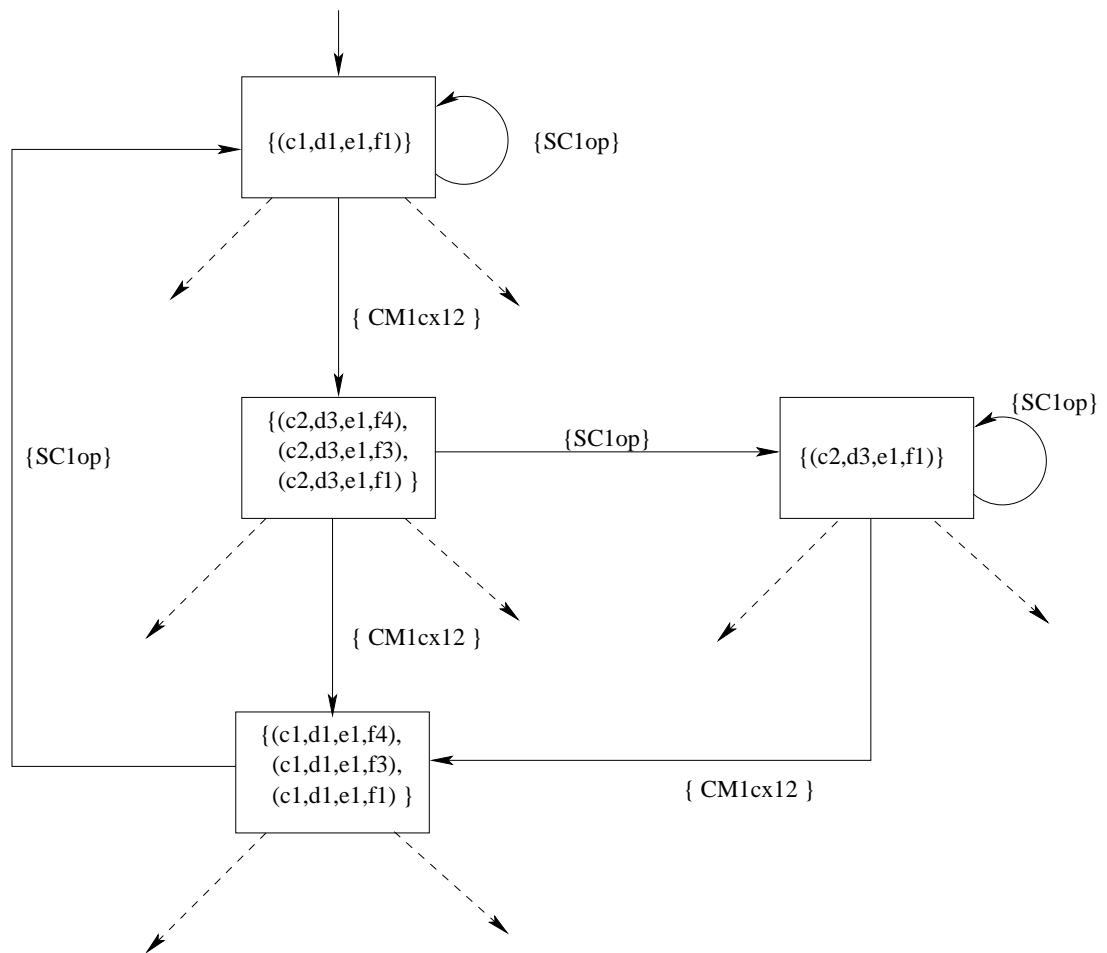 {(c1,d1,e1,f1)}
{SC1op}
{ CM1cx12 }
{(c2,d3,e1,f4),
(c2,d3,e1,f3),
(c2,d3,e1,f1) }
{SC1op}
{SC1op}
{(c2,d3,e1,f1)}
{SC1op}
{ CM1cx12 }
{(c1,d1,e1,f4),
(c1,d1,e1,f3),
(c1,d1,e1,f1) }
{ CM1cx12 }